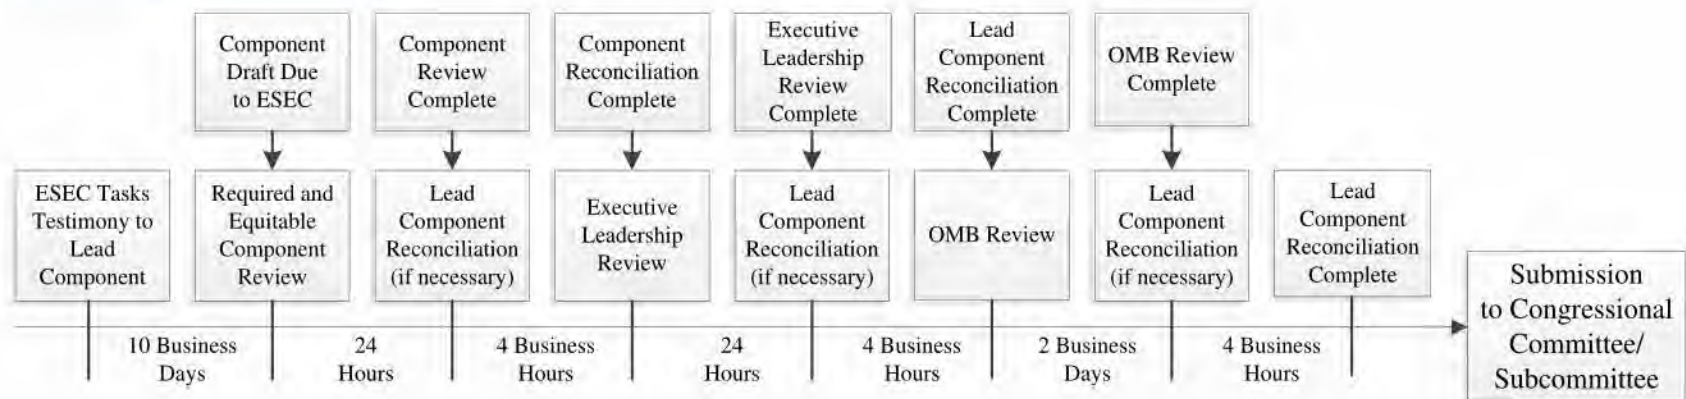 Component
Draft Due
to ESEC
Component
Review
Complete
Component
Reconciliation
Complete
Executive
Leadership
Review
Complete
Lead
Component
Reconciliation
Complete
OMB Review
Complete
ESEC Tasks
Testimony to
Lead
Component
Required and
Equitable
Component
Review
Lead
Component
Reconciliation
(if necessary)
Executive
Leadership
Review
Lead
Component
Reconciliation
(if necessary)
OMB Review
Lead
Component
Reconciliation
(if necessary)
Lead
Component
Reconciliation
Complete
Submission
to Congressional
Committee/
Subcommittee
10 Business
Days
24
Hours
4 Business
Hours
24
Hours
4 Business
Hours
2 Business
Days
4 Business
Hours